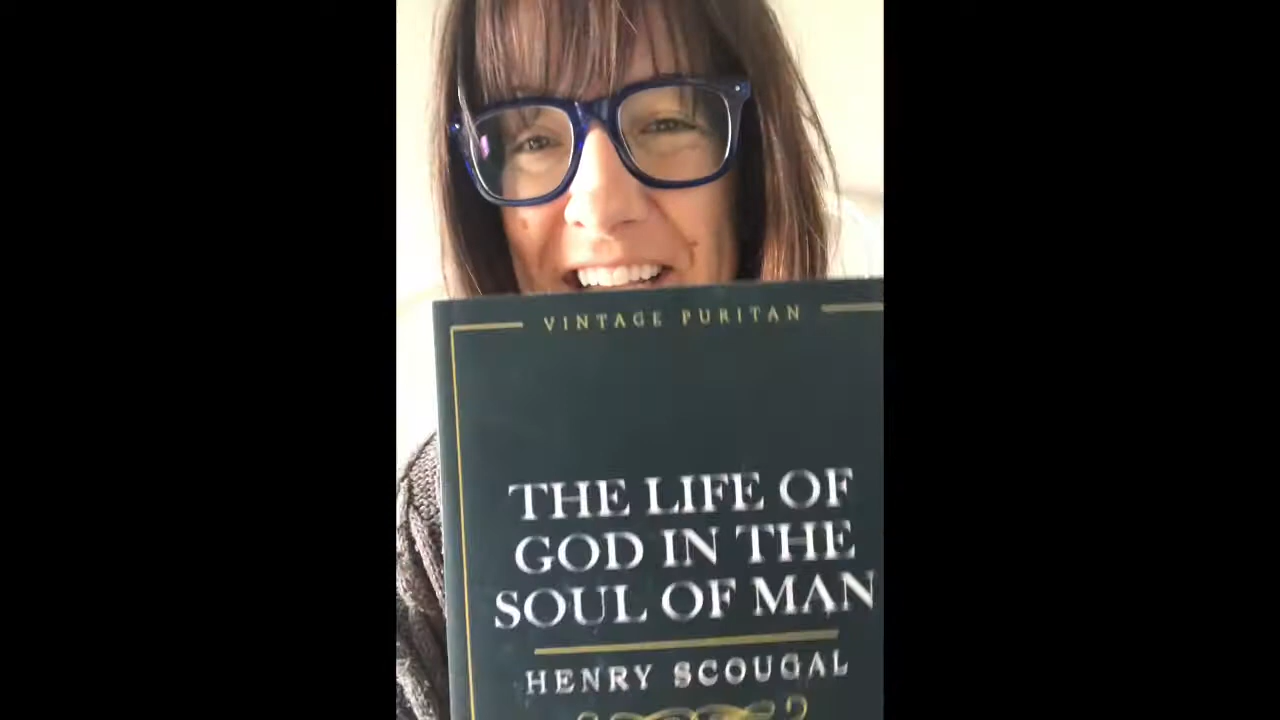 VINTAGE PURITAN
THE LIFE OF
GOD IN THE
SOUL OF MAN
HENRY SCOUGAL